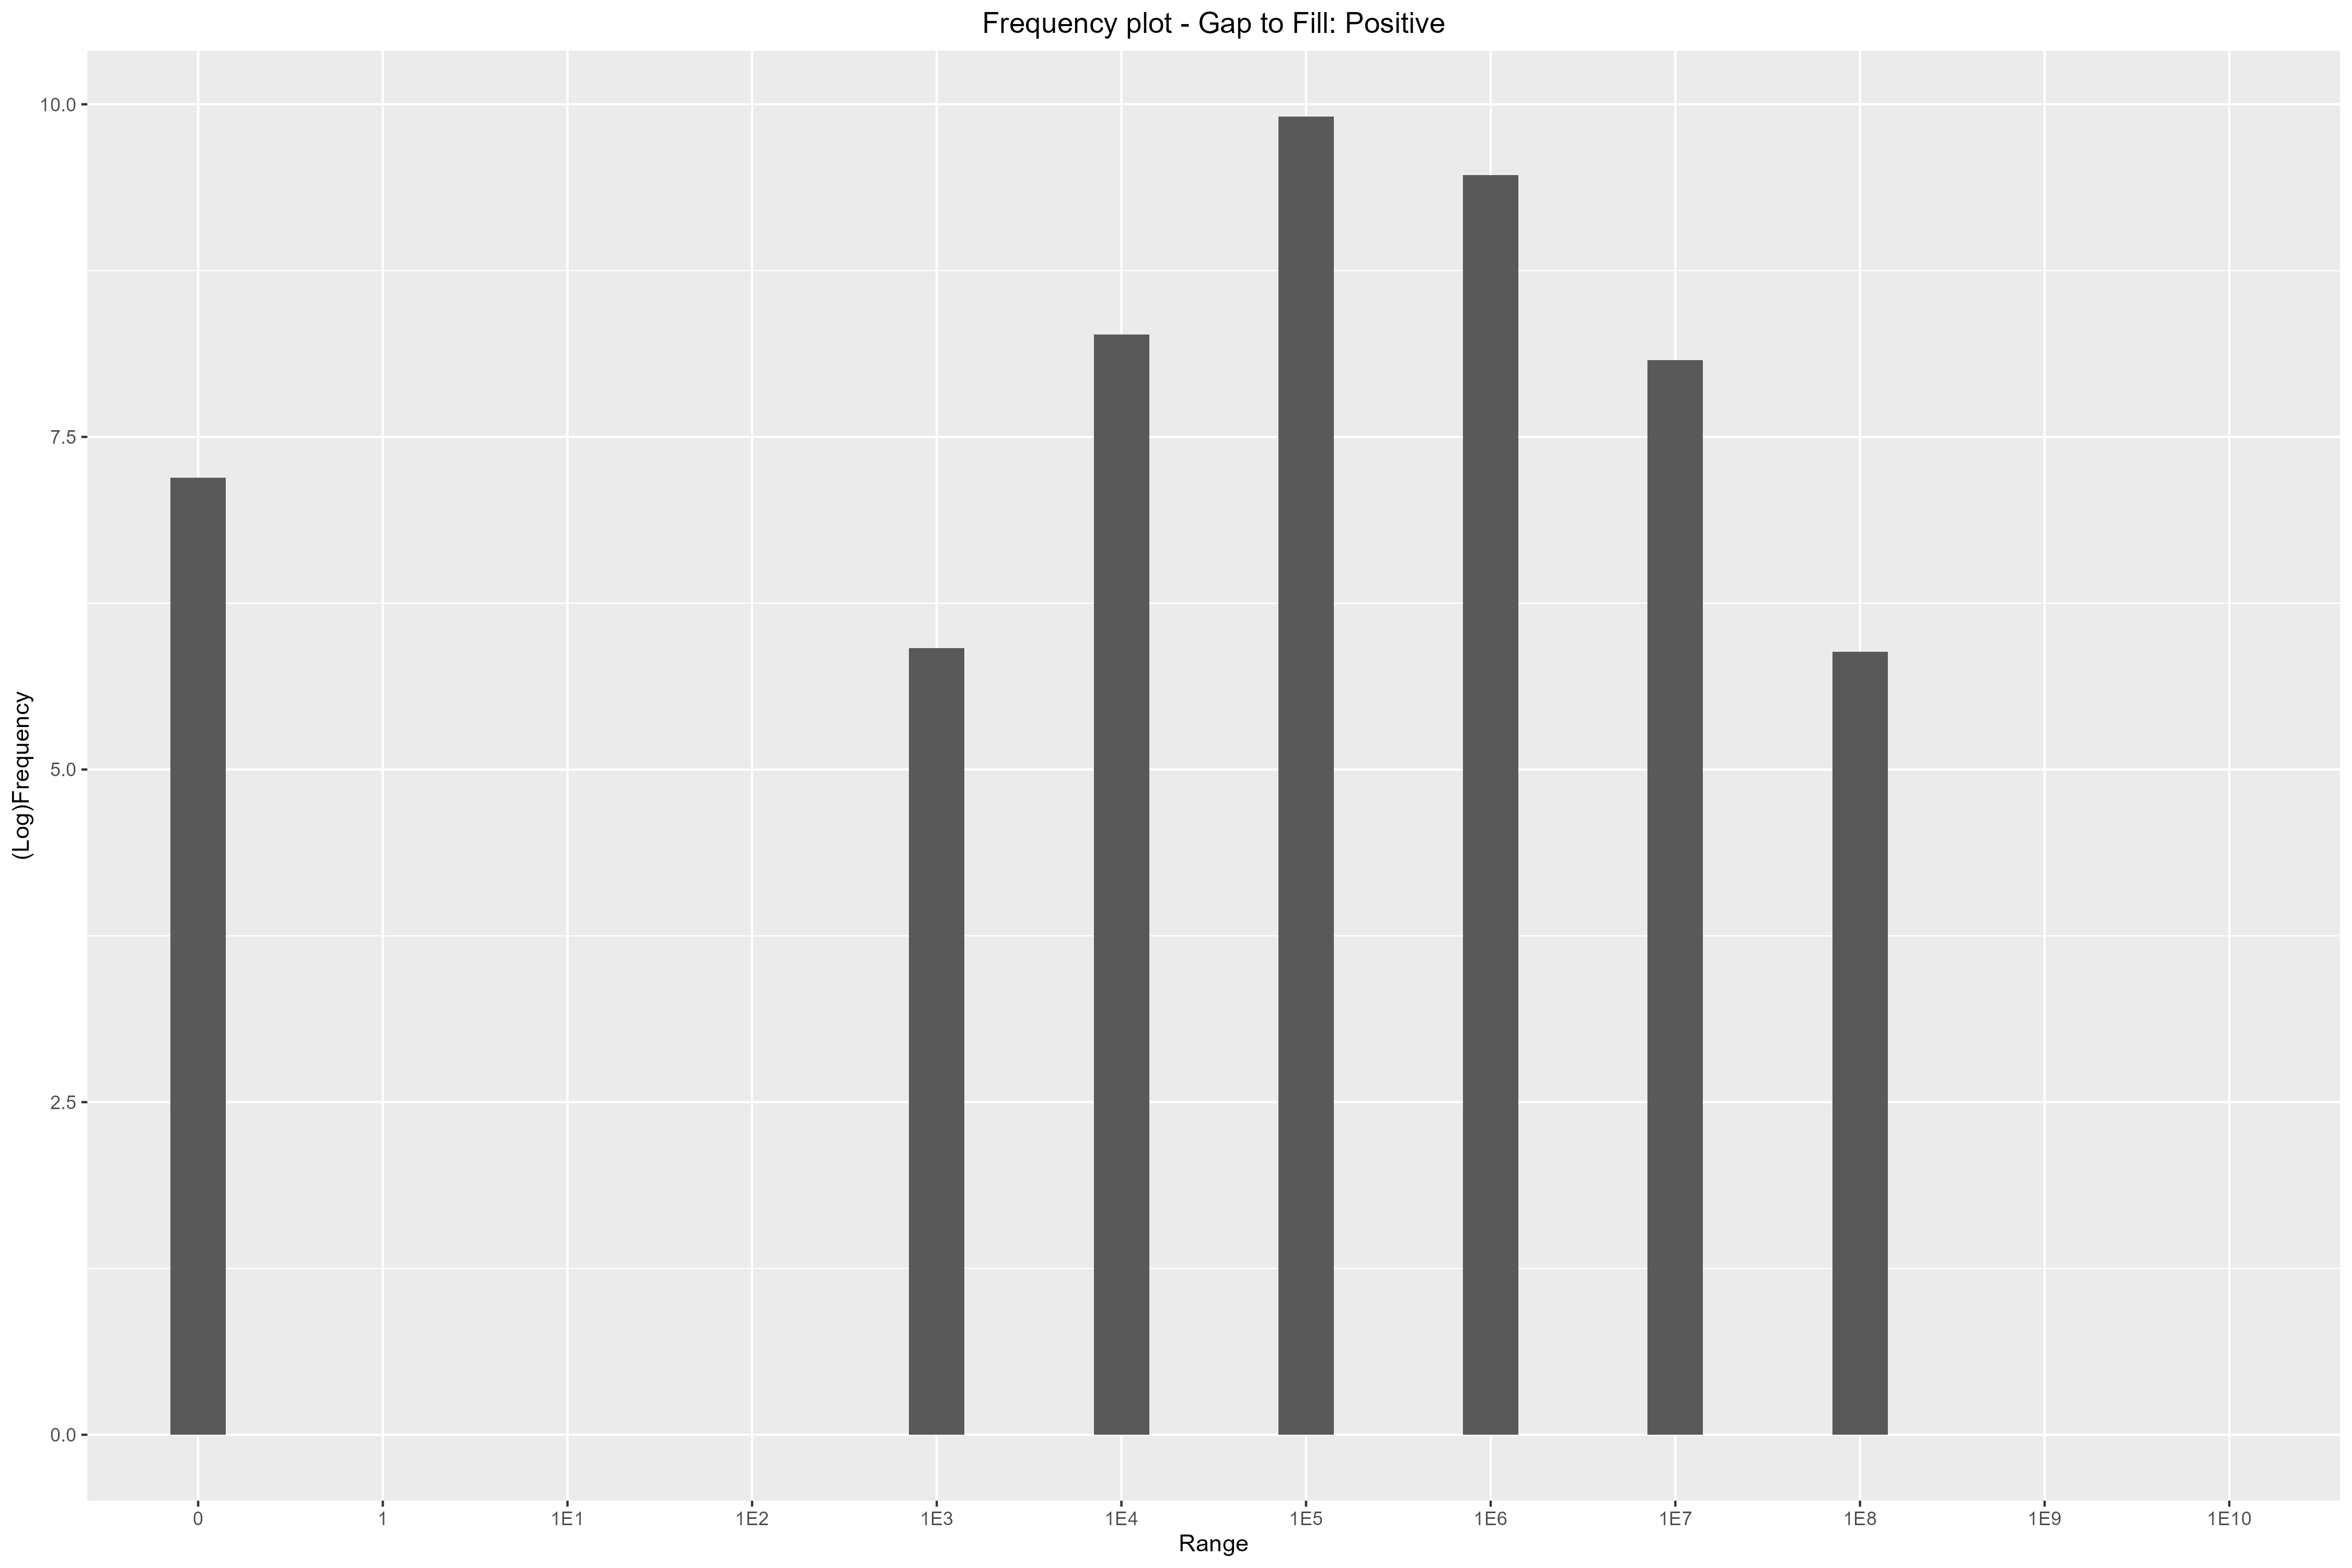 Frequency plot - Gap to Fill: Positive
(Log)Frequency
10.0
7.5
5.0
2.5
0.0
0 1 1E1 1E2 1E3 1E4 1E5 1E6 1E7 1E8 1E9 1E10
Range